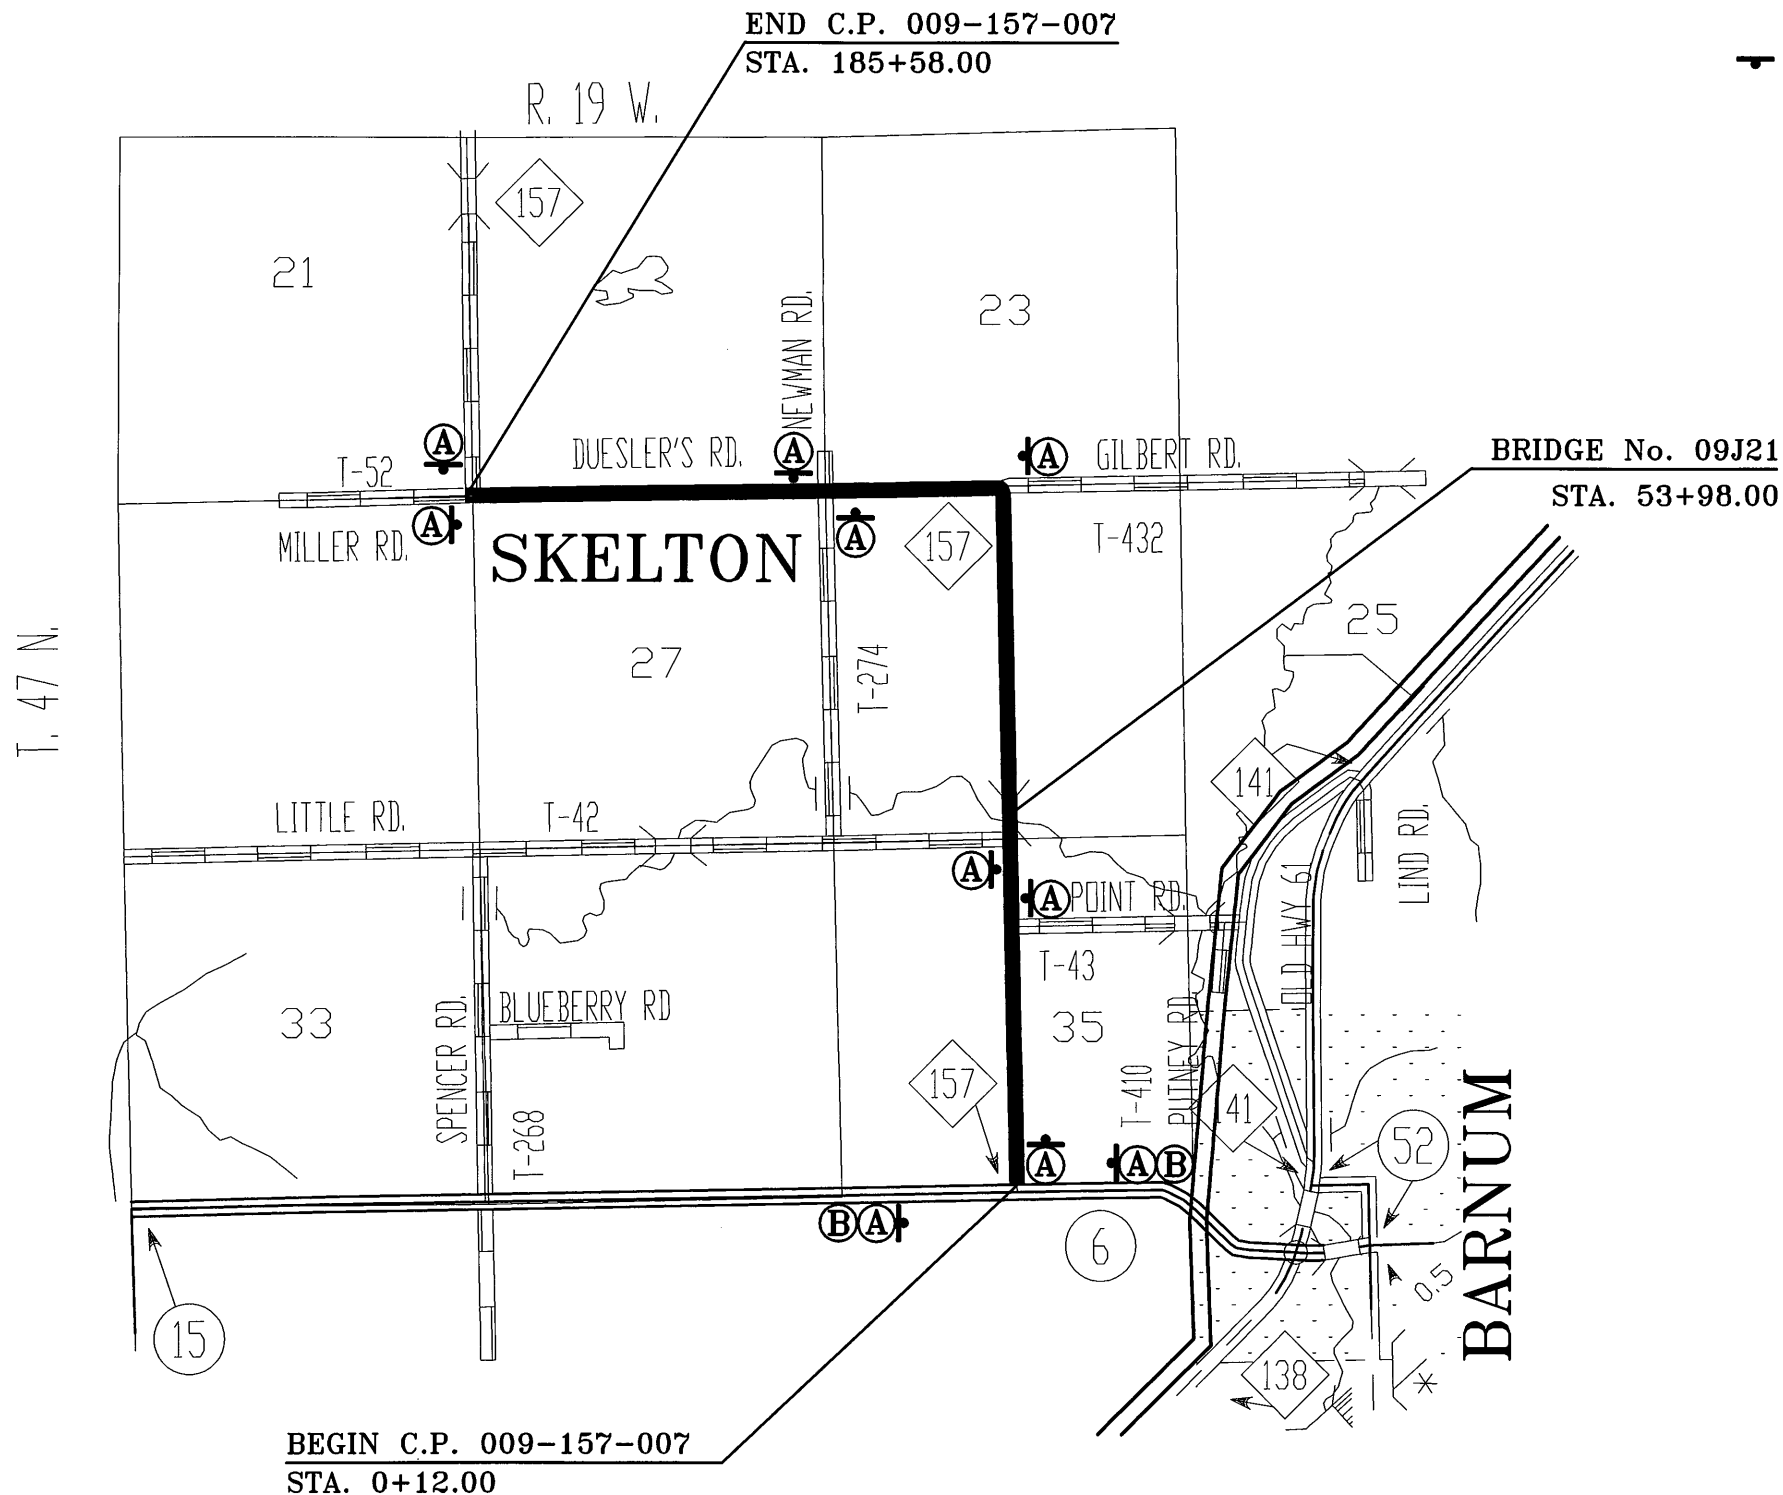 END C.P. 009-157-007
STA. 185+58.00
R. 19 W.
157
21
23
NEWMAN RD.
A
A
DUESLER'S RD.
A
GILBERT RD.
T-52
BRIDGE No. 09J21
STA. 53+98.00
A
MILLER RD.
SKELTON
A
157
T-432
25
T. 47 N.
27
T-274
141
LITTLE RD.
T-42
LIND RD.
A
A
POINT RD.
OLD HWY 61
T-43
33
SPENCER RD.
BLUEBERRY RD
35
PUTNEY RD.
157
T-410
41
T-268
52
BARNUM
A
A B
B A
6
0.5
15
138
BEGIN C.P. 009-157-007
STA. 0+12.00